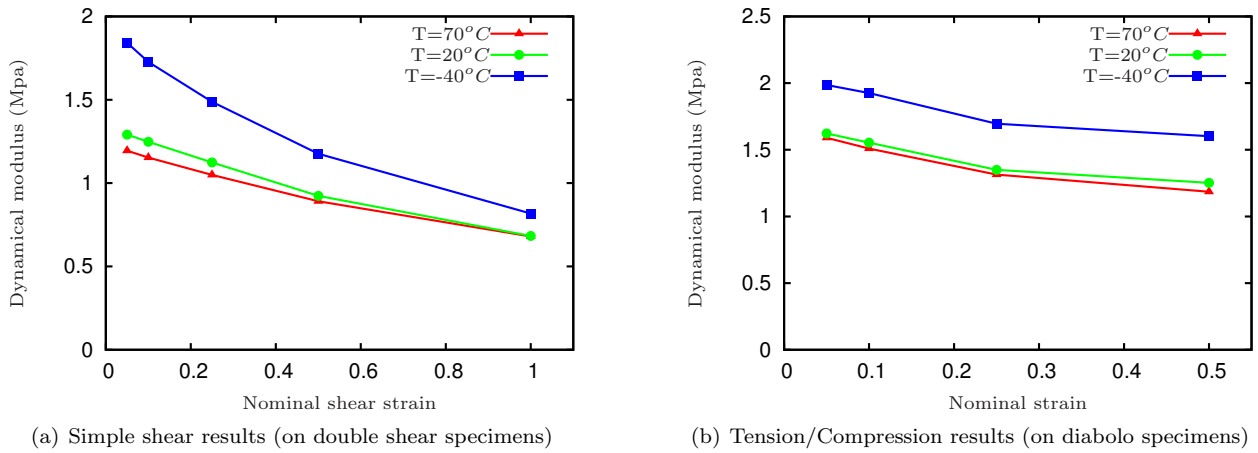 Dynamical modulus (Mpa)
2
1.5
1
0.5
0
0 0.2 0.4 0.6 0.8 1
Nominal shear strain
T=70°C
T=20°C
T=-40°C
(a) Simple shear results (on double shear specimens)
Dynamical modulus (Mpa)
2.5
2
1.5
1
0.5
0
0 0.1 0.2 0.3 0.4 0.5
Nominal strain
T=70°C
T=20°C
T=-40°C
(b) Tension/Compression results (on diabolo specimens)